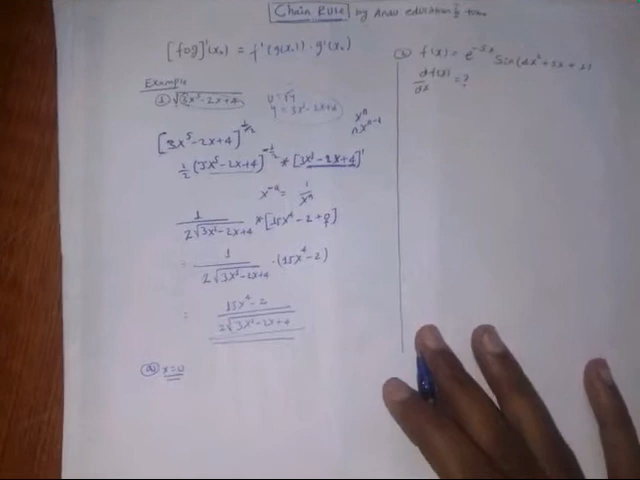 Chain Rule by
[fog]'(x₀) = f'(g(x₀)) · g'(x₀)
Example
① √3x⁵-2x+4
u = √y
y = 3x⁵-2x+4
xⁿ
nxⁿ⁻¹
[3x⁵-2x+4]^1/2
1/2 (3x⁵-2x+4)^-1/2 * [3x⁵-2x+4]'
x⁻ⁿ = 1/xⁿ
1/2√3x⁵-2x+4 * [15x⁴-2+0]
= 1/2√3x⁵-2x+4 · (15x⁴-2)
= 15x⁴-2/2√3x⁵-2x+4
x=0
② f(x) = e^-5x Sin
df(x)/dx = ?